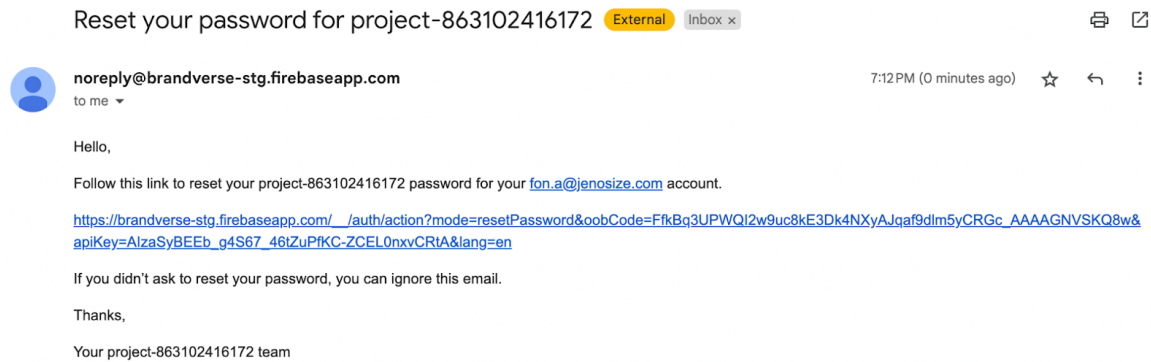 Reset your password for project-863102416172 External Inbox ×
noreply@brandverse-stg.firebaseapp.com 7:12 PM (0 minutes ago)
to me
Hello,
Follow this link to reset your project-863102416172 password for your fon.a@jenosize.com account.
https://brandverse-stg.firebaseapp.com/__/auth/action?mode=resetPassword&oobCode=FfkBq3UPWQI2w9uc8kE3Dk4NXyAJqaf9dlm5yCRGc_AAAAGNVSKQ8w&
apiKey=AIzaSyBEEb_g4S67_46tZuPfKC-ZCEL0nxvCRtA&lang=en
If you didn’t ask to reset your password, you can ignore this email.
Thanks,
Your project-863102416172 team